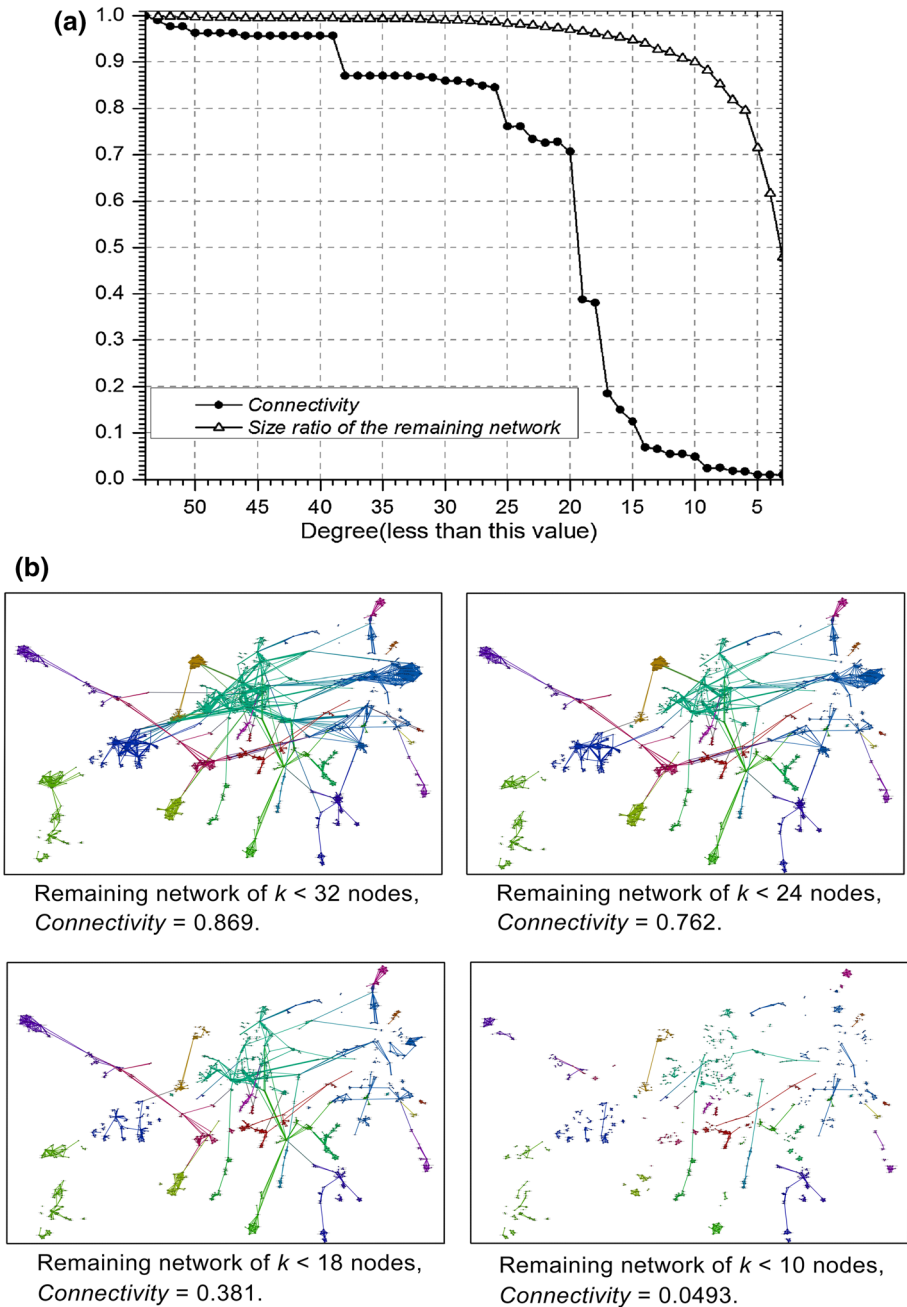 (a)
1.0
0.9
0.8
0.7
0.6
0.5
0.4
0.3
0.2
0.1
0.0
Connectivity
Size ratio of the remaining network
50 45 40 35 30 25 20 15 10 5
Degree(less than this value)
(b)
Remaining network of k < 32 nodes,
Connectivity = 0.869.
Remaining network of k < 24 nodes,
Connectivity = 0.762.
Remaining network of k < 18 nodes,
Connectivity = 0.381.
Remaining network of k < 10 nodes,
Connectivity = 0.0493.